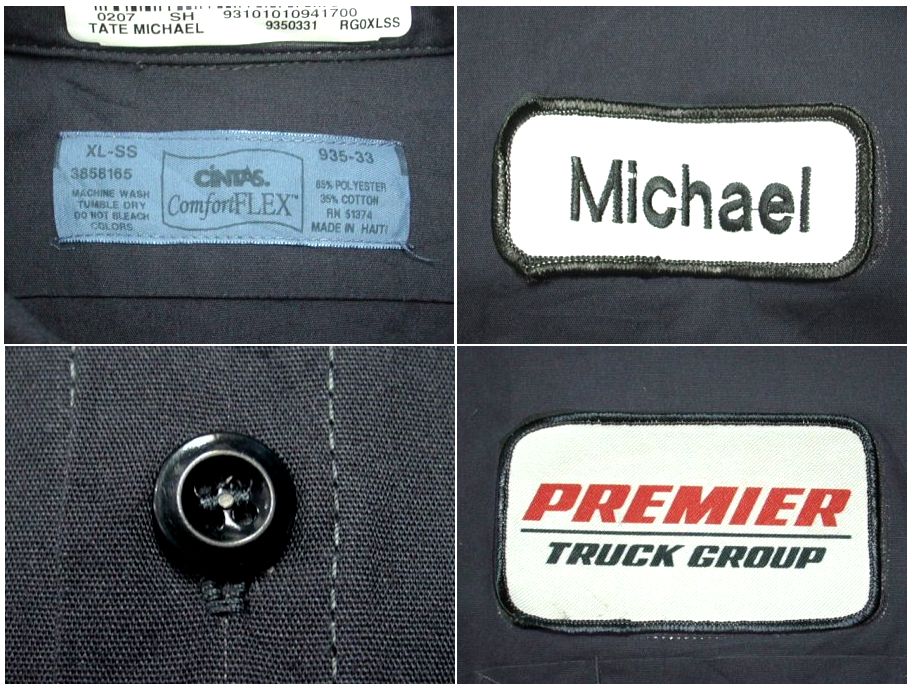 0207 SH 93101010941700
TATE MICHAEL 9350331 RG0XLSS
XL-SS
3858165
MACHINE WASH
TUMBLE DRY
DO NOT BLEACH
COLORS
CiNTAS.
ComfortFLEX™
935-33
65% POLYESTER
35% COTTON
RN 51374
MADE IN HAITI
Michael
PREMIER
TRUCK GROUP